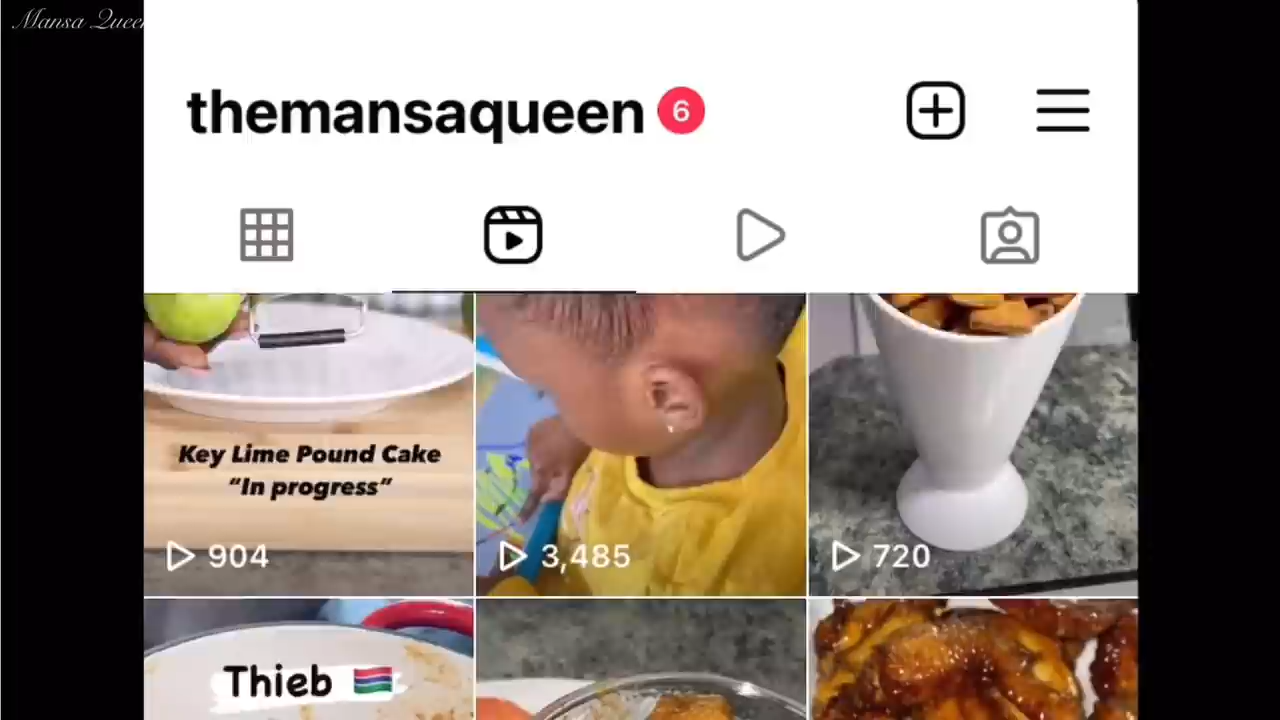 Mansa Queen
themansaqueen 6
Key Lime Pound Cake
“In progress”
904
3,485
720
Thieb 🇬🇲